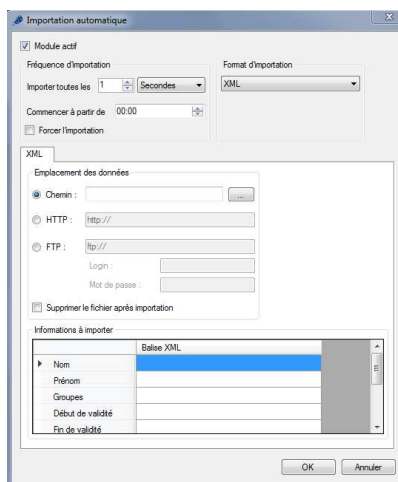 Importation automatique
Module actif
Fréquence d'importation
Importer toutes les 1 Secondes
Commencer à partir de 00:00
Forcer l'importation
Format d'importation
XML
XML
Emplacement des données
Chemin : ...
HTTP : http://
FTP : ftp://
Login :
Mot de passe :
Supprimer le fichier après importation
Informations à importer
Balise XML
Nom
Prénom
Groupes
Début de validité
Fin de validité
OK Annuler